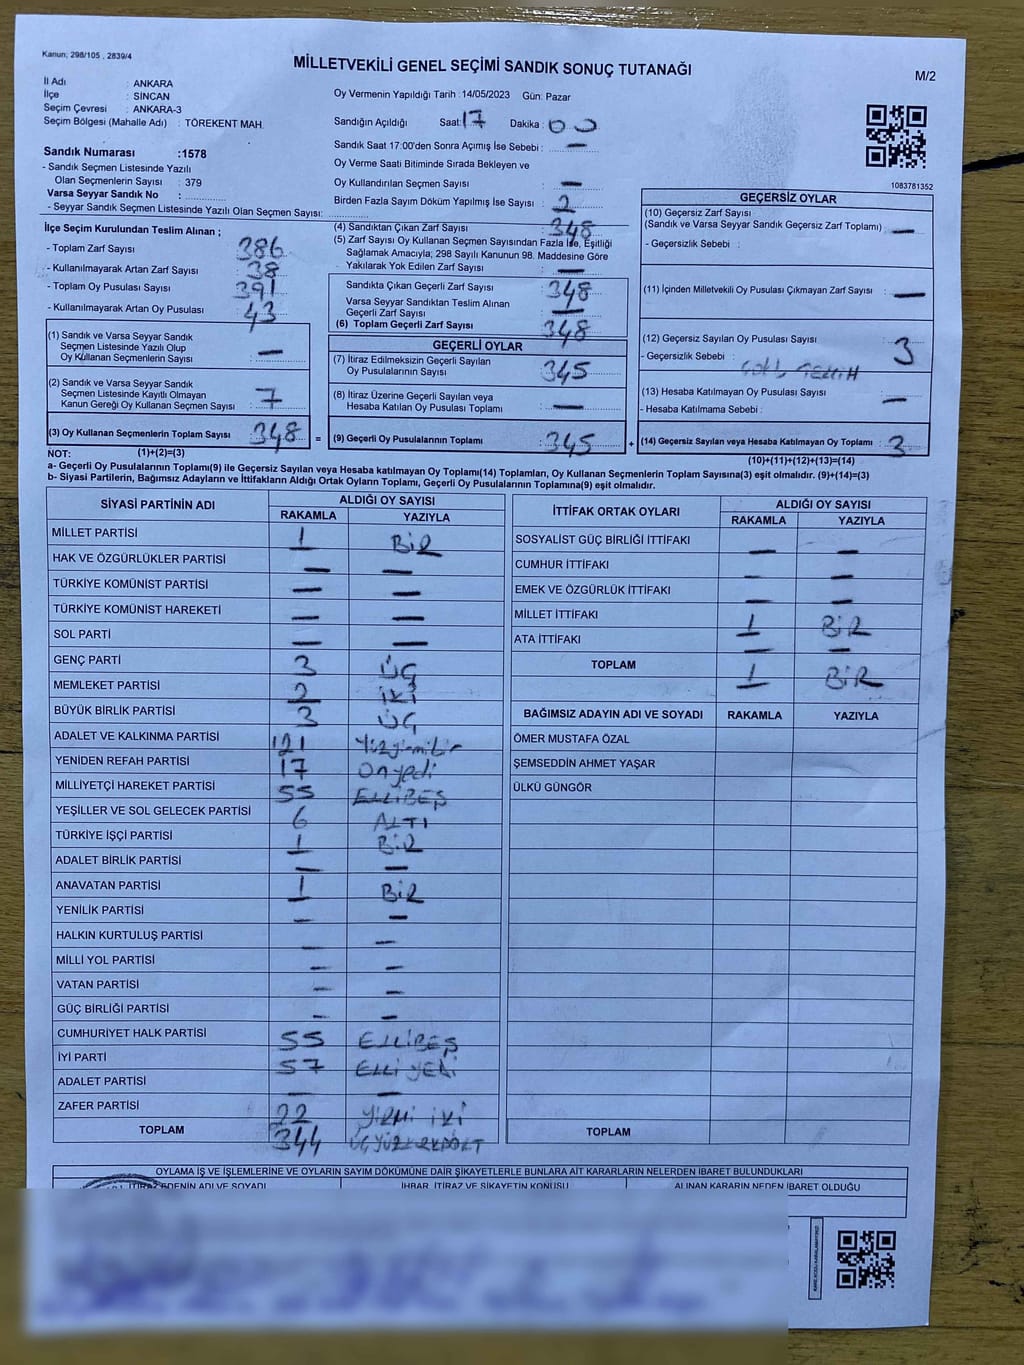 Kanun; 298/105 , 2839/4
MİLLETVEKİLİ GENEL SEÇİMİ SANDIK SONUÇ TUTANAĞI
M/2
İl Adı : ANKARA
İlçe : SİNCAN
Seçim Çevresi : ANKARA-3
Seçim Bölgesi (Mahalle Adı) : TÖREKENT MAH.
Oy Vermenin Yapıldığı Tarih : 14/05/2023 Gün: Pazar
Sandığın Açıldığı Saat: 17 Dakika : 00
Sandık Saat 17:00'den Sonra Açımış İse Sebebi : —
Oy Verme Saati Bitiminde Sırada Bekleyen ve
Oy Kullandırılan Seçmen Sayısı : —
Birden Fazla Sayım Döküm Yapılmış İse Sayısı : 2
Sandık Numarası :1578
- Sandık Seçmen Listesinde Yazılı
Olan Seçmenlerin Sayısı : 379
Varsa Seyyar Sandık No :
- Seyyar Sandık Seçmen Listesinde Yazılı Olan Seçmen Sayısı:
1083781352
İlçe Seçim Kurulundan Teslim Alınan ;
- Toplam Zarf Sayısı : 386
- Kullanılmayarak Artan Zarf Sayısı : 38
- Toplam Oy Pusulası Sayısı : 391
- Kullanılmayarak Artan Oy Pusulası : 43
(1) Sandık ve Varsa Seyyar Sandık
Seçmen Listesinde Yazılı Olup
Oy Kullanan Seçmenlerin Sayısı : —
(2) Sandık ve Varsa Seyyar Sandık
Seçmen Listesinde Kayıtlı Olmayan
Kanun Gereği Oy Kullanan Seçmen Sayısı : 7
(3) Oy Kullanan Seçmenlerin Toplam Sayısı : 348 =
(4) Sandıktan Çıkan Zarf Sayısı : 348
(5) Zarf Sayısı Oy Kullanan Seçmen Sayısından Fazla İse, Eşitliği
Sağlamak Amacıyla; 298 Sayılı Kanunun 98. Maddesine Göre
Yakılarak Yok Edilen Zarf Sayısı : —
Sandıkta Çıkan Geçerli Zarf Sayısı : 348
Varsa Seyyar Sandıktan Teslim Alınan
Geçerli Zarf Sayısı : —
(6) Toplam Geçerli Zarf Sayısı : 348
GEÇERLİ OYLAR
(7) İtiraz Edilmeksizin Geçerli Sayılan
Oy Pusulalarının Sayısı : 345
(8) İtiraz Üzerine Geçerli Sayılan veya
Hesaba Katılan Oy Pusulası Toplamı : —
(9) Geçerli Oy Pusulalarının Toplamı : 345 +
GEÇERSİZ OYLAR
(10) Geçersiz Zarf Sayısı
(Sandık ve Varsa Seyyar Sandık Geçersiz Zarf Toplamı) : —
- Geçersizlik Sebebi :
(11) İçinden Milletvekili Oy Pusulası Çıkmayan Zarf Sayısı : —
(12) Geçersiz Sayılan Oy Pusulası Sayısı : 3
- Geçersizlik Sebebi :
(13) Hesaba Katılmayan Oy Pusulası Sayısı : —
- Hesaba Katılmama Sebebi :
(14) Geçersiz Sayılan veya Hesaba Katılmayan Oy Toplamı : 3
NOT: (1)+(2)=(3)
(10)+(11)+(12)+(13)=(14)
a- Geçerli Oy Pusulalarının Toplamı(9) ile Geçersiz Sayılan veya Hesaba katılmayan Oy Toplamı(14) Toplamları, Oy Kullanan Seçmenlerin Toplam Sayısına(3) eşit olmalıdır. (9)+(14)=(3)
b- Siyasi Partilerin, Bağımsız Adayların ve İttifakların Aldığı Ortak Oyların Toplamı, Geçerli Oy Pusulalarının Toplamına(9) eşit olmalıdır.
SİYASİ PARTİNİN ADI ALDIĞI OY SAYISI
RAKAMLA YAZIYLA
MİLLET PARTİSİ 1 BİR
HAK VE ÖZGÜRLÜKLER PARTİSİ — —
TÜRKİYE KOMÜNİST PARTİSİ — —
TÜRKİYE KOMÜNİST HAREKETİ — —
SOL PARTİ — —
GENÇ PARTİ 3 ÜÇ
MEMLEKET PARTİSİ 2 İKİ
BÜYÜK BİRLİK PARTİSİ 3 ÜÇ
ADALET VE KALKINMA PARTİSİ 121 Yüzyirmibir
YENİDEN REFAH PARTİSİ 17 Onyedi
MİLLİYETÇİ HAREKET PARTİSİ 55 ELLİBEŞ
YEŞİLLER VE SOL GELECEK PARTİSİ 6 ALTI
TÜRKİYE İŞÇİ PARTİSİ 1 BİR
ADALET BİRLİK PARTİSİ — —
ANAVATAN PARTİSİ 1 BİR
YENİLİK PARTİSİ — —
HALKIN KURTULUŞ PARTİSİ — —
MİLLİ YOL PARTİSİ — —
VATAN PARTİSİ — —
GÜÇ BİRLİĞİ PARTİSİ — —
CUMHURİYET HALK PARTİSİ 55 ELLİBEŞ
İYİ PARTİ 57 ELLİ YEDİ
ADALET PARTİSİ — —
ZAFER PARTİSİ 22 YİRMİ İKİ
TOPLAM 344 ÜÇYÜZKIRKDÖRT
İTTİFAK ORTAK OYLARI ALDIĞI OY SAYISI
RAKAMLA YAZIYLA
SOSYALİST GÜÇ BİRLİĞİ İTTİFAKI — —
CUMHUR İTTİFAKI — —
EMEK VE ÖZGÜRLÜK İTTİFAKI — —
MİLLET İTTİFAKI 1 BİR
ATA İTTİFAKI — —
TOPLAM 1 BİR
BAĞIMSIZ ADAYIN ADI VE SOYADI RAKAMLA YAZIYLA
ÖMER MUSTAFA ÖZAL
ŞEMSEDDİN AHMET YAŞAR
ÜLKÜ GÜNGÖR
TOPLAM
OYLAMA İŞ VE İŞLEMLERİNE VE OYLARIN SAYIM DÖKÜMÜNE DAİR ŞİKAYETLERLE BUNLARA AİT KARARLARIN NELERDEN İBARET BULUNDUKLARI
İTİRAZ EDENİN ADI VE SOYADI İHBAR, İTİRAZ VE ŞİKAYETİN KONUSU ALINAN KARARIN NEDEN İBARET OLDUĞU